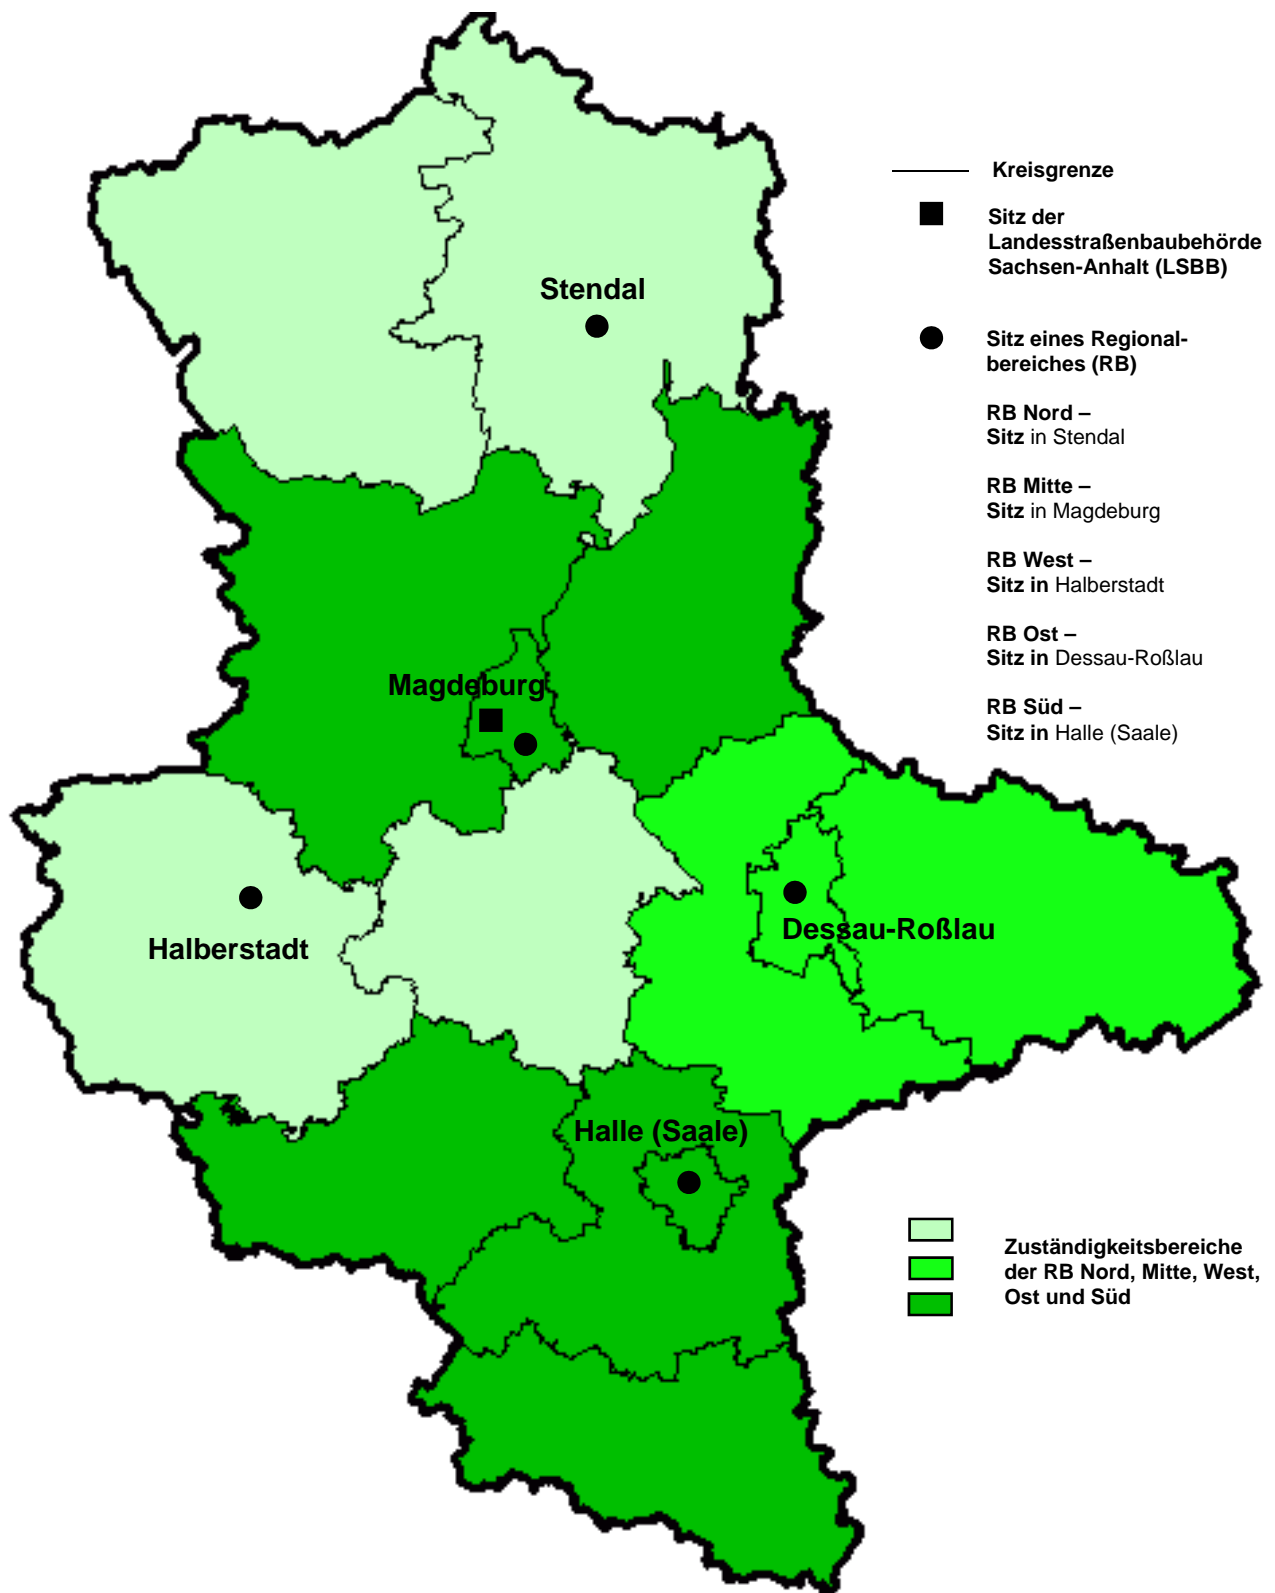 Kreisgrenze
Sitz der
Landesstraßenbaubehörde
Sachsen-Anhalt (LSBB)
Stendal
Sitz eines Regional-
bereiches (RB)
RB Nord –
Sitz in Stendal
RB Mitte –
Sitz in Magdeburg
RB West –
Sitz in Halberstadt
RB Ost –
Sitz in Dessau-Roßlau
Magdeburg
RB Süd –
Sitz in Halle (Saale)
Dessau-Roßlau
Halberstadt
Halle (Saale)
Zuständigkeitsbereiche
der RB Nord, Mitte, West,
Ost und Süd